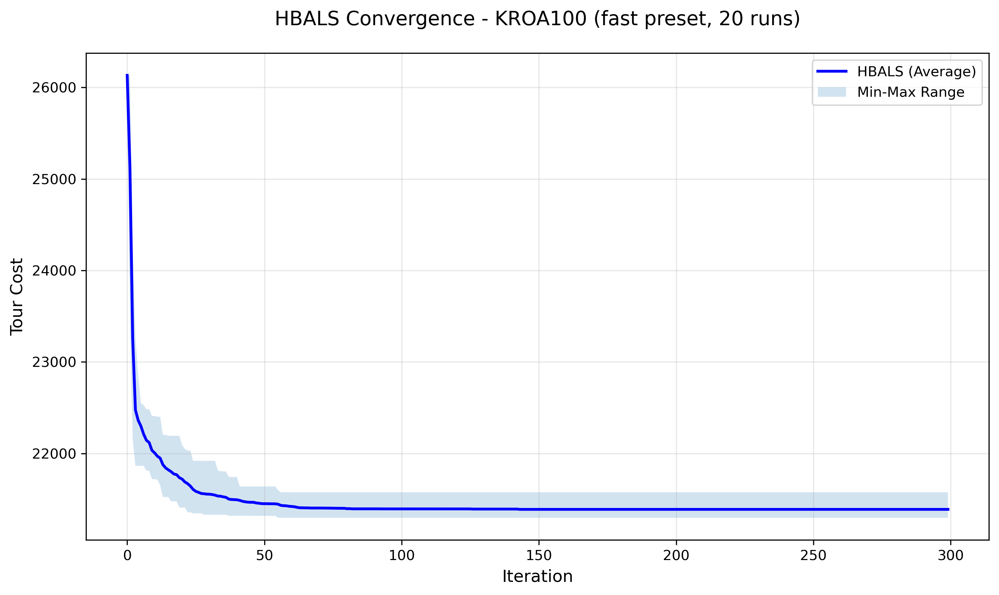 HBALS Convergence - KROA100 (fast preset, 20 runs)
HBALS (Average)
Min-Max Range
26000
25000
24000
23000
22000
Tour Cost
0 50 100 150 200 250 300
Iteration